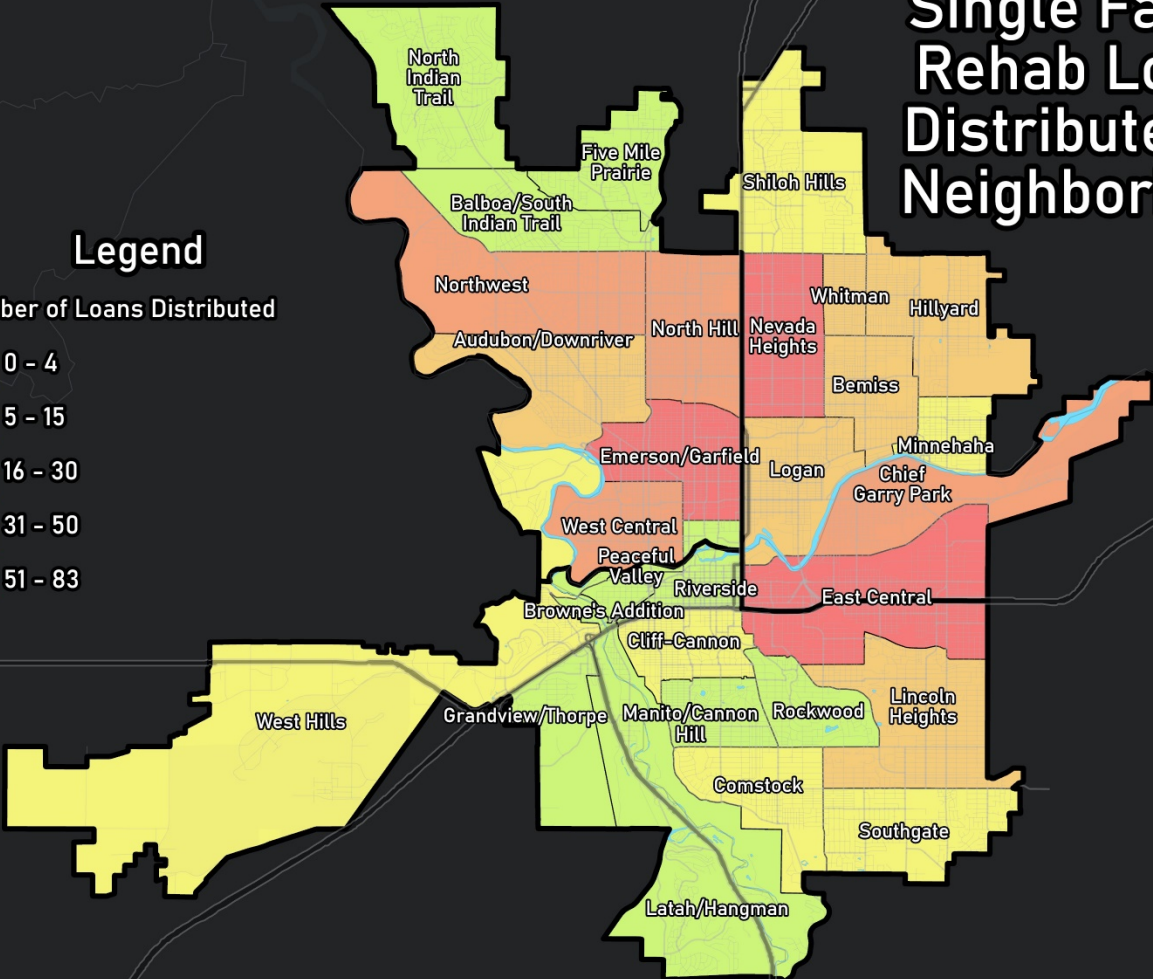 Single Fa
Rehab Lo
Distribute
Neighbor
Legend
ber of Loans Distributed
0 - 4
5 - 15
16 - 30
31 - 50
51 - 83
North
Indian
Trail
Five Mile
Prairie
Shiloh Hills
Balboa/South
Indian Trail
Northwest
Whitman
Hillyard
Audubon/Downriver
North Hill
Nevada
Heights
Bemiss
Minnehaha
Emerson/Garfield
Logan
Chief
Garry Park
West Central
Peaceful
Valley
Riverside
East Central
Browne's Addition
Cliff-Cannon
West Hills
Grandview/Thorpe
Manito/Cannon
Hill
Rockwood
Lincoln
Heights
Comstock
Southgate
Latah/Hangman